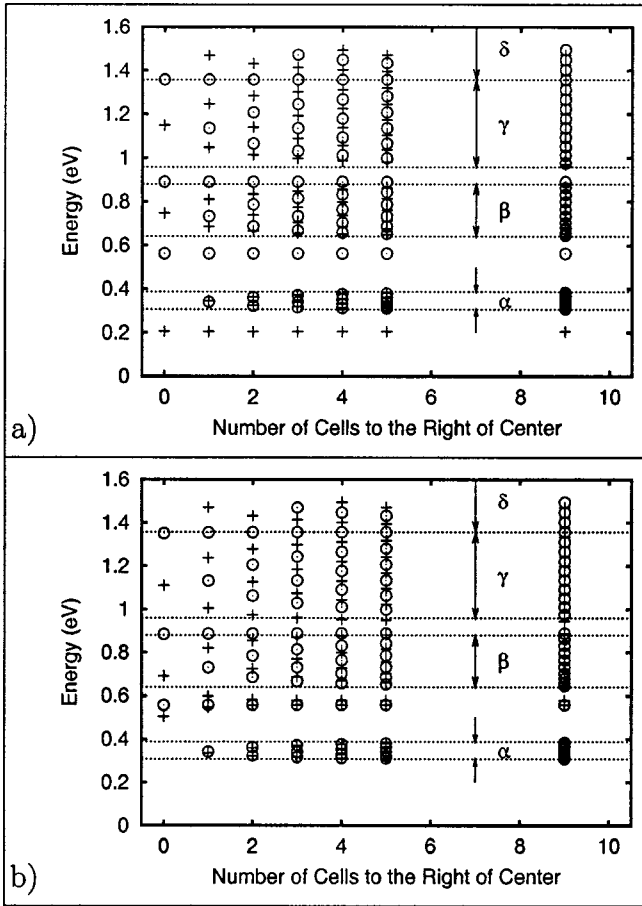 1.6
δ
1.4
1.2
γ
1
Energy (eV)
0.8
β
0.6
0.4
α
0.2
0
0 2 4 6 8 10
a)
Number of Cells to the Right of Center
1.6
δ
1.4
1.2
γ
1
Energy (eV)
0.8
β
0.6
0.4
α
0.2
0
0 2 4 6 8 10
b)
Number of Cells to the Right of Center